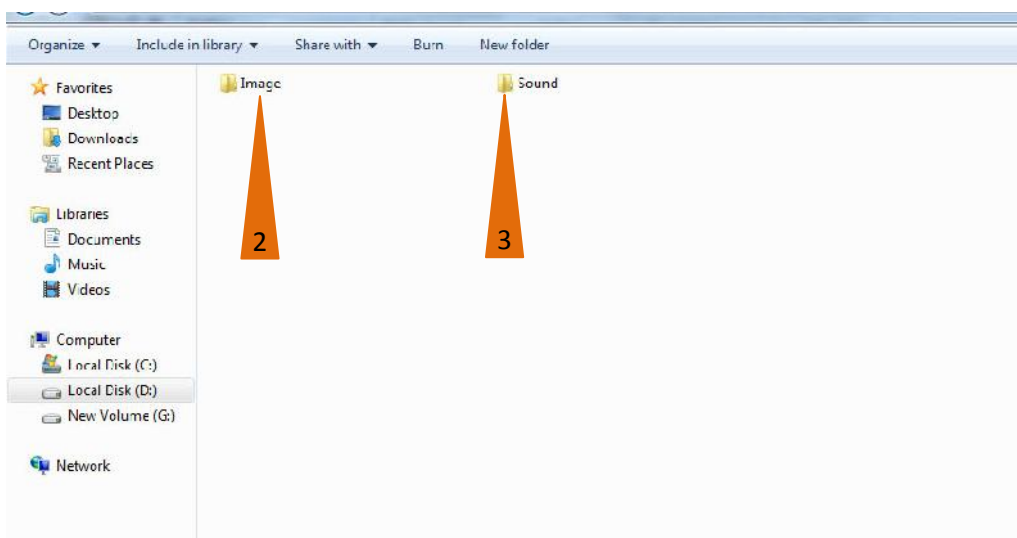 Organize Include in library Share with Burn New folder
Favorites
Desktop
Downloads
Recent Places
Libraries
Documents
Music
Videos
Computer
Local Disk (C:)
Local Disk (D:)
New Volume (G:)
Network
Image Sound
2 3